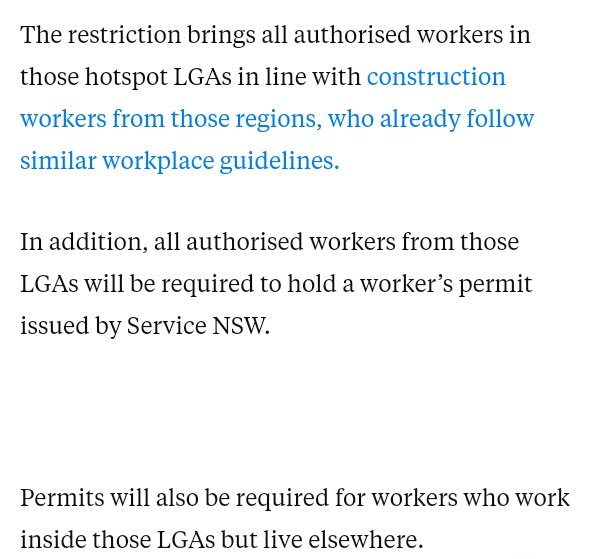 The restriction brings all authorised workers in
those hotspot LGAs in line with construction
workers from those regions, who already follow
similar workplace guidelines.
In addition, all authorised workers from those
LGAs will be required to hold a worker’s permit
issued by Service NSW.
Permits will also be required for workers who work
inside those LGAs but live elsewhere.